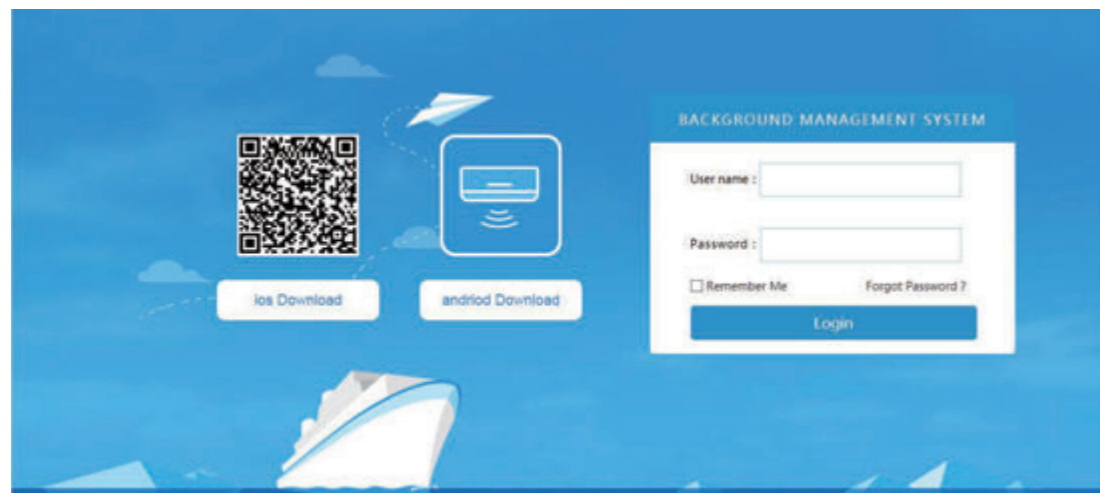 BACKGROUND MANAGEMENT SYSTEM
User name :
Password :
Remember Me
Forgot Password ?
Login
ios Download
andriod Download